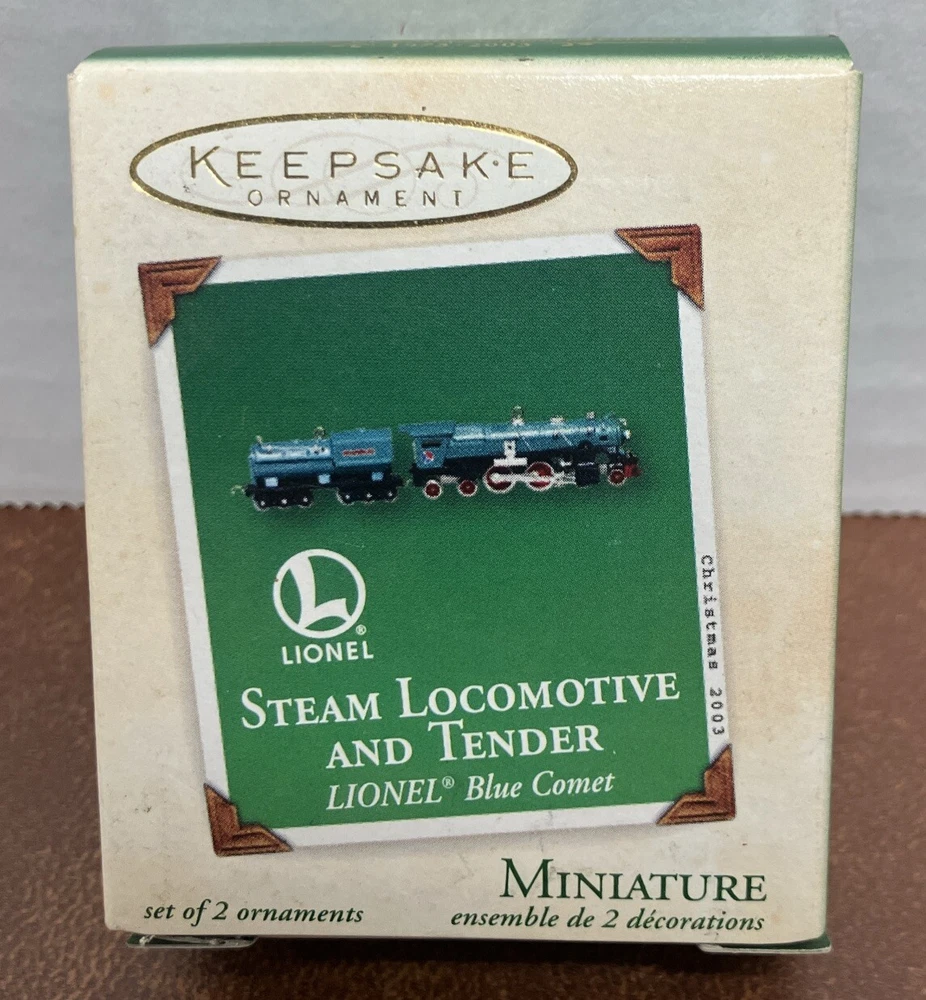 KEEPSAKE
ORNAMENT
L
®
LIONEL
STEAM LOCOMOTIVE
AND TENDER
LIONEL® Blue Comet
Christmas 2003
MINIATURE
set of 2 ornaments
ensemble de 2 décorations